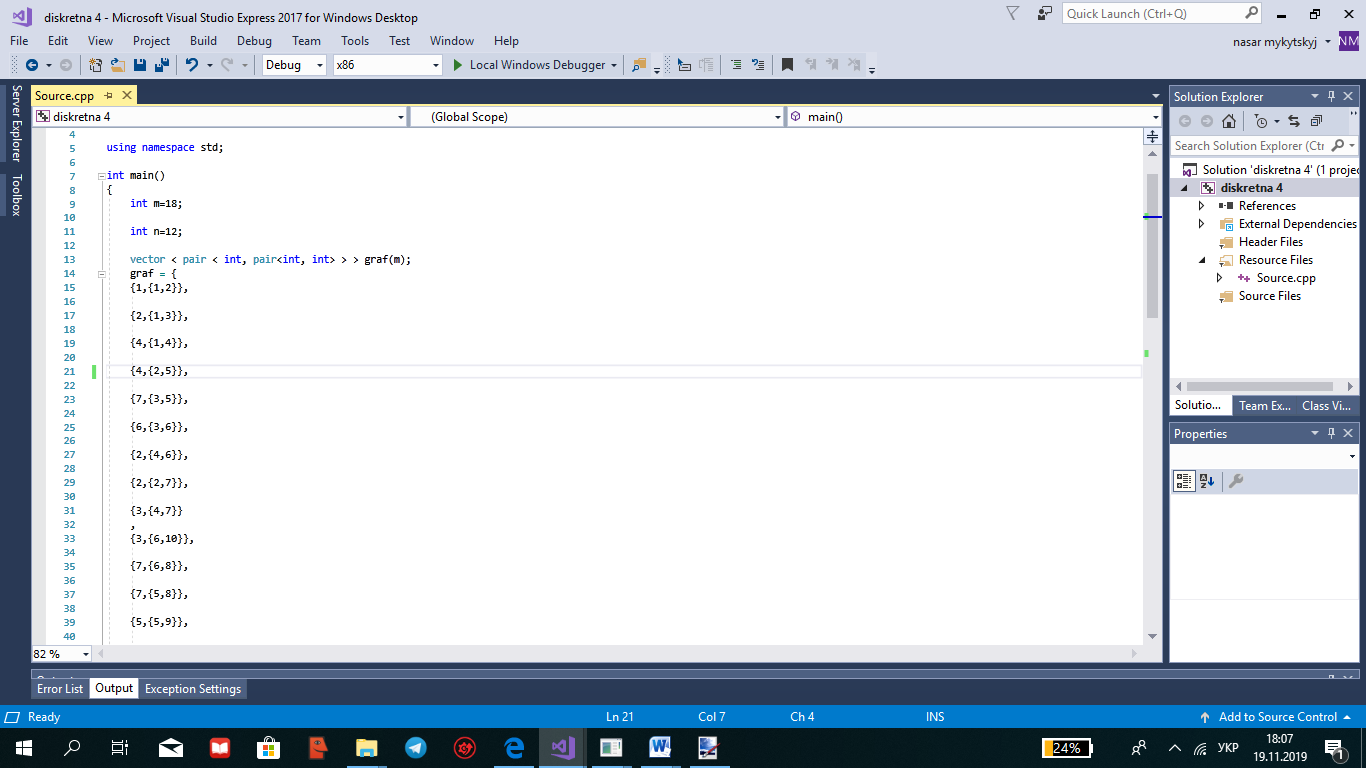 diskretna 4 - Microsoft Visual Studio Express 2017 for Windows Desktop
Quick Launch (Ctrl+Q)
File Edit View Project Build Debug Team Tools Test Window Help
nasar mykytskyj NM
Debug x86 Local Windows Debugger
Server Explorer
Toolbox
Source.cpp
diskretna 4 (Global Scope) main()
4
5 using namespace std;
6
7 int main()
8 {
9 int m=18;
10
11 int n=12;
12
13 vector < pair < int, pair<int, int> > > graf(m);
14 graf = {
15 {1,{1,2}},
16
17 {2,{1,3}},
18
19 {4,{1,4}},
20
21 {4,{2,5}},
22
23 {7,{3,5}},
24
25 {6,{3,6}},
26
27 {2,{4,6}},
28
29 {2,{2,7}},
30
31 {3,{4,7}}
32 ,
33 {3,{6,10}},
34
35 {7,{6,8}},
36
37 {7,{5,8}},
38
39 {5,{5,9}},
40
82 %
Solution Explorer
Search Solution Explorer (Ctr
Solution 'diskretna 4' (1 projec
diskretna 4
References
External Dependencies
Header Files
Resource Files
Source.cpp
Source Files
Solutio... Team Ex... Class Vi...
Properties
Error List Output Exception Settings
Ready Ln 21 Col 7 Ch 4 INS Add to Source Control
24% УКР 18:07
19.11.2019
1